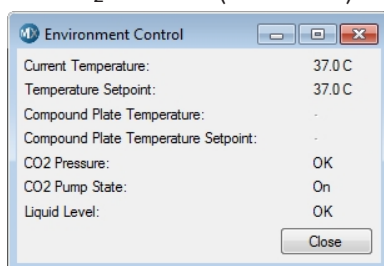 Environment Control
Current Temperature: 37.0 C
Temperature Setpoint: 37.0 C
Compound Plate Temperature: -
Compound Plate Temperature Setpoint: -
CO2 Pressure: OK
CO2 Pump State: On
Liquid Level: OK
Close